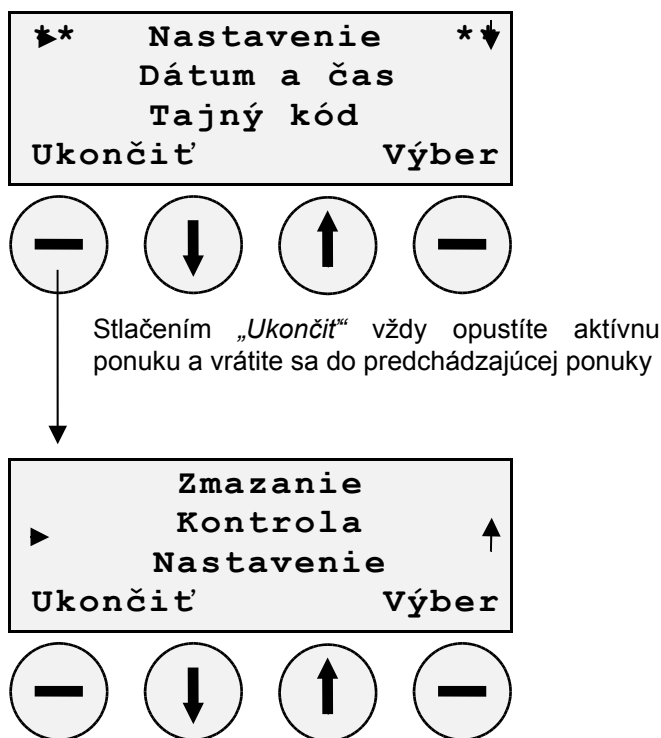 ** Nastavenie **
Dátum a čas
Tajný kód
Ukončiť Výber
Stlačením „Ukončiť“ vždy opustíte aktívnu
ponuku a vrátite sa do predchádzajúcej ponuky
Zmazanie
Kontrola
Nastavenie
Ukončiť Výber